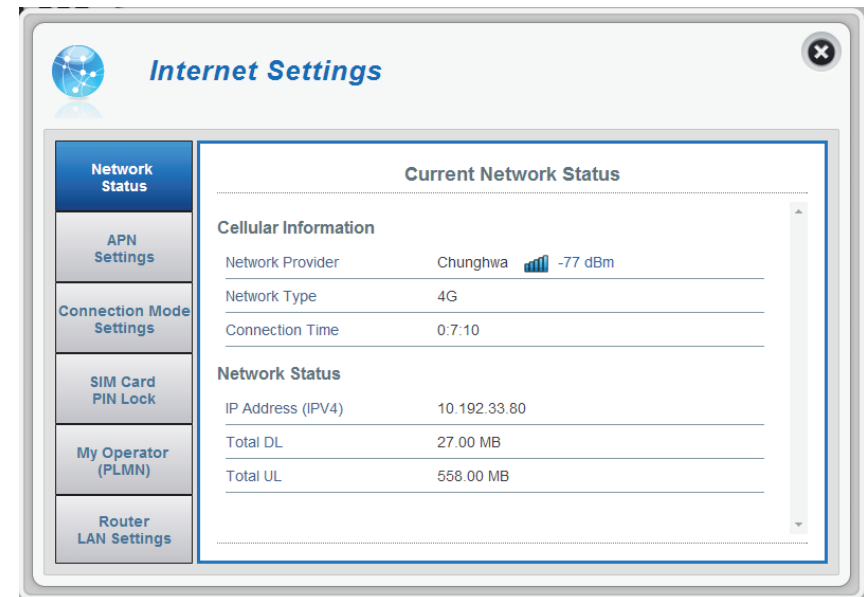 Internet Settings
Network
Status
APN
Settings
Connection Mode
Settings
SIM Card
PIN Lock
My Operator
(PLMN)
Router
LAN Settings
Current Network Status
Cellular Information
Network Provider Chunghwa -77 dBm
Network Type 4G
Connection Time 0:7:10
Network Status
IP Address (IPV4) 10.192.33.80
Total DL 27.00 MB
Total UL 558.00 MB